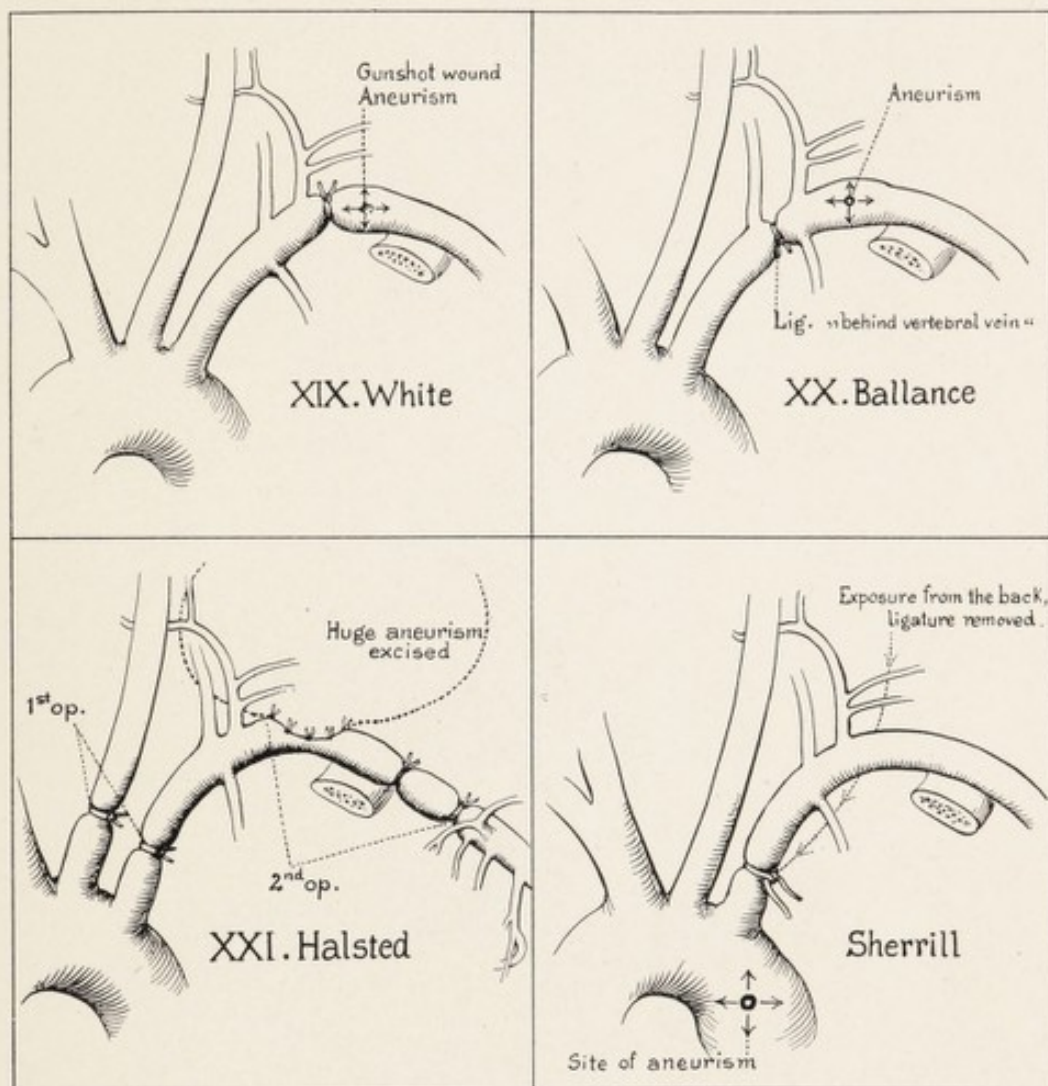 Gunshot wound
Aneurism
XIX. White
Aneurism
Lig. „behind vertebral vein“
XX. Ballance
Huge aneurism
excised
1st op.
2nd op.
XXI. Halsted
Exposure from the back,
ligature removed.
Sherrill
Site of aneurism